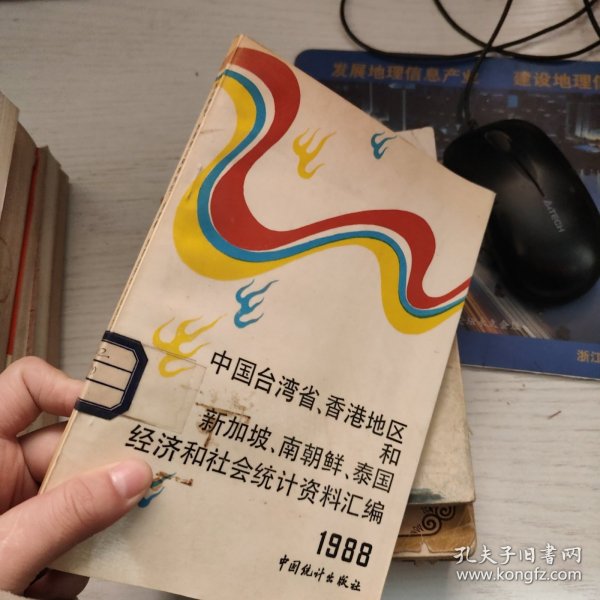 发展地理信息产业 建设地理信
A4TECH
浙江
中国台湾省、香港地区
和
新加坡、南朝鲜、泰国
经济和社会统计资料汇编
1988
中国统计出版社
孔夫子旧书网
www.kongfz.com